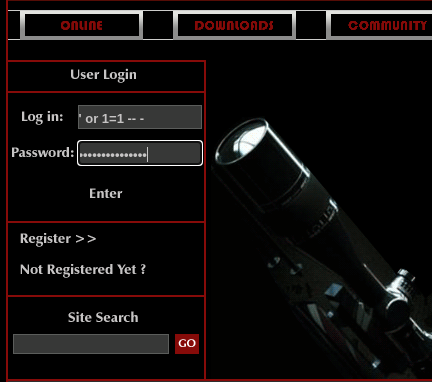 ONLINE DOWNLOADS COMMUNITY
User Login
Log in: ' or 1=1 -- -
Password: •••••••••••••••
Enter
Register >>
Not Registered Yet ?
Site Search
GO